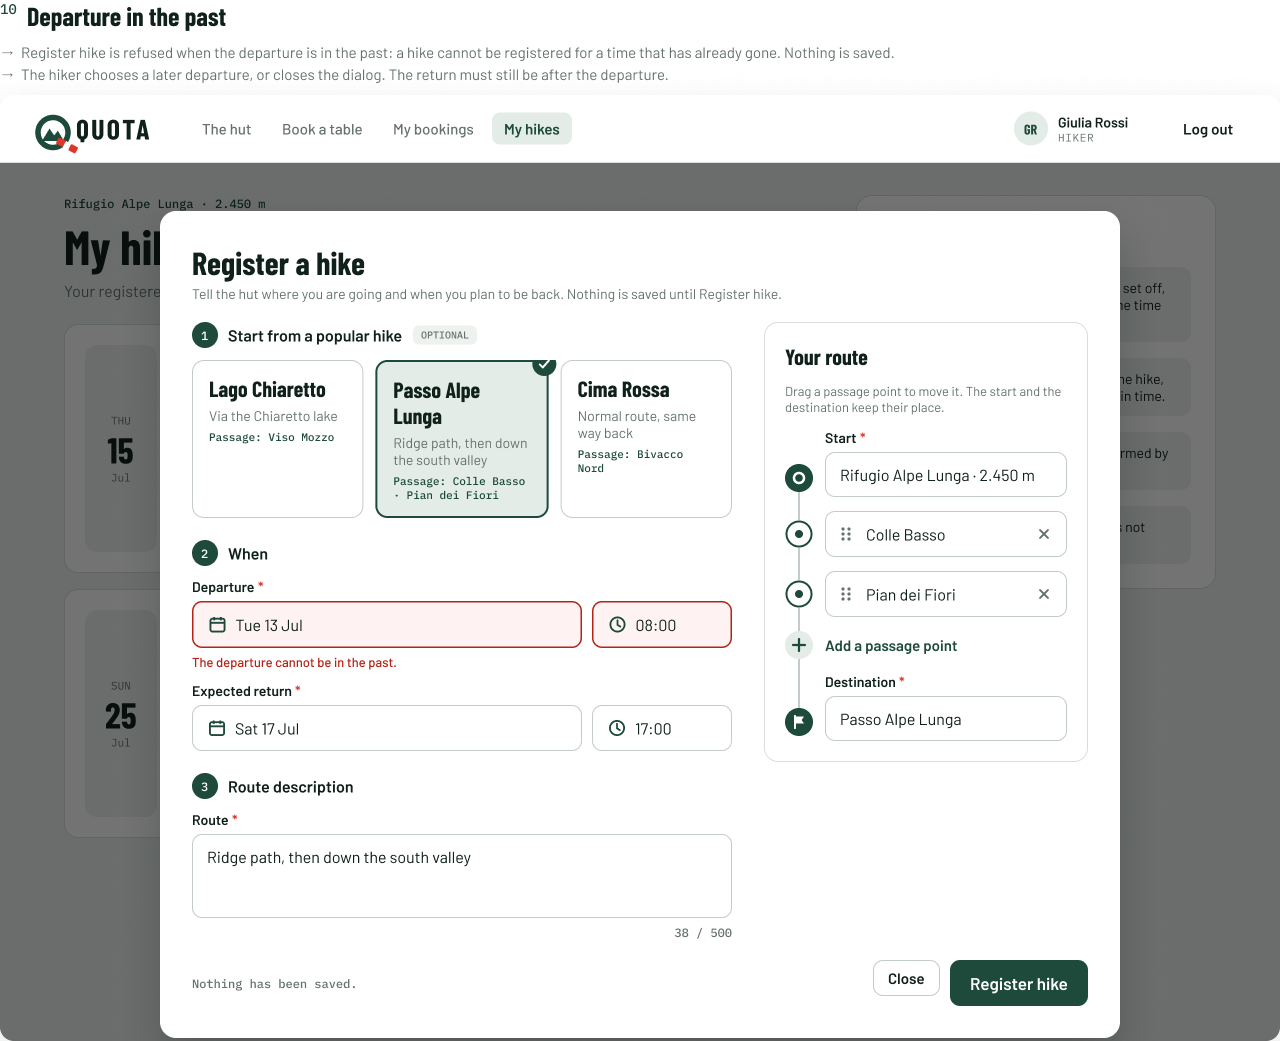 10 Departure in the past
→ Register hike is refused when the departure is in the past: a hike cannot be registered for a time that has already gone. Nothing is saved.
→ The hiker chooses a later departure, or closes the dialog. The return must still be after the departure.
QUOTA
The hut
Book a table
My bookings
My hikes
GR
Giulia Rossi
HIKER
Log out
Rifugio Alpe Lunga · 2.450 m
My hik
Your registere
THU
15
Jul
SUN
25
Jul
set off,
time
hike,
in time.
rmed by
not
Register a hike
Tell the hut where you are going and when you plan to be back. Nothing is saved until Register hike.
1 Start from a popular hike OPTIONAL
Lago Chiaretto
Via the Chiaretto lake
Passage: Viso Mozzo
Passo Alpe
Lunga
Ridge path, then down
the south valley
Passage: Colle Basso
· Pian dei Fiori
Cima Rossa
Normal route, same
way back
Passage: Bivacco
Nord
2 When
Departure *
Tue 13 Jul
08:00
The departure cannot be in the past.
Expected return *
Sat 17 Jul
17:00
3 Route description
Route *
Ridge path, then down the south valley
38 / 500
Your route
Drag a passage point to move it. The start and the
destination keep their place.
Start *
Rifugio Alpe Lunga · 2.450 m
Colle Basso
Pian dei Fiori
Add a passage point
Destination *
Passo Alpe Lunga
Nothing has been saved.
Close
Register hike